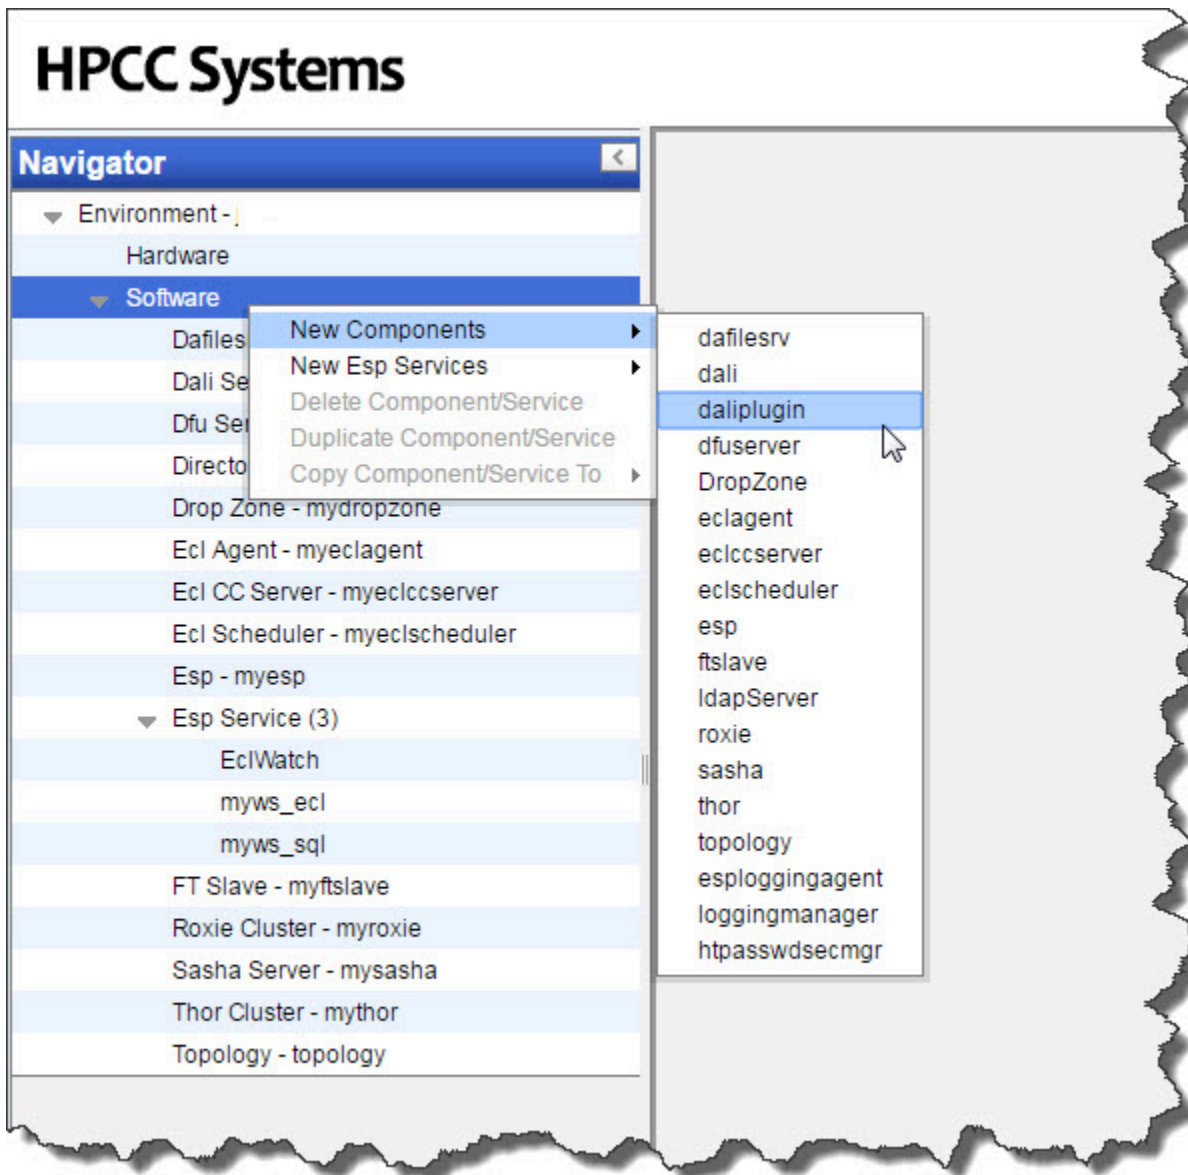 HPCC Systems
Navigator
Environment -
Hardware
Software
Dafiles
Dali Se
Dfu Ser
Directo
Drop Zone - mydropzone
Ecl Agent - myeclagent
Ecl CC Server - myeclccserver
Ecl Scheduler - myeclscheduler
Esp - myesp
Esp Service (3)
EclWatch
myws_ecl
myws_sql
FT Slave - myftslave
Roxie Cluster - myroxie
Sasha Server - mysasha
Thor Cluster - mythor
Topology - topology
New Components
New Esp Services
Delete Component/Service
Duplicate Component/Service
Copy Component/Service To
dafilesrv
dali
daliplugin
dfuserver
DropZone
eclagent
eclccserver
eclscheduler
esp
ftslave
ldapServer
roxie
sasha
thor
topology
esploggingagent
loggingmanager
htpasswdsecmgr